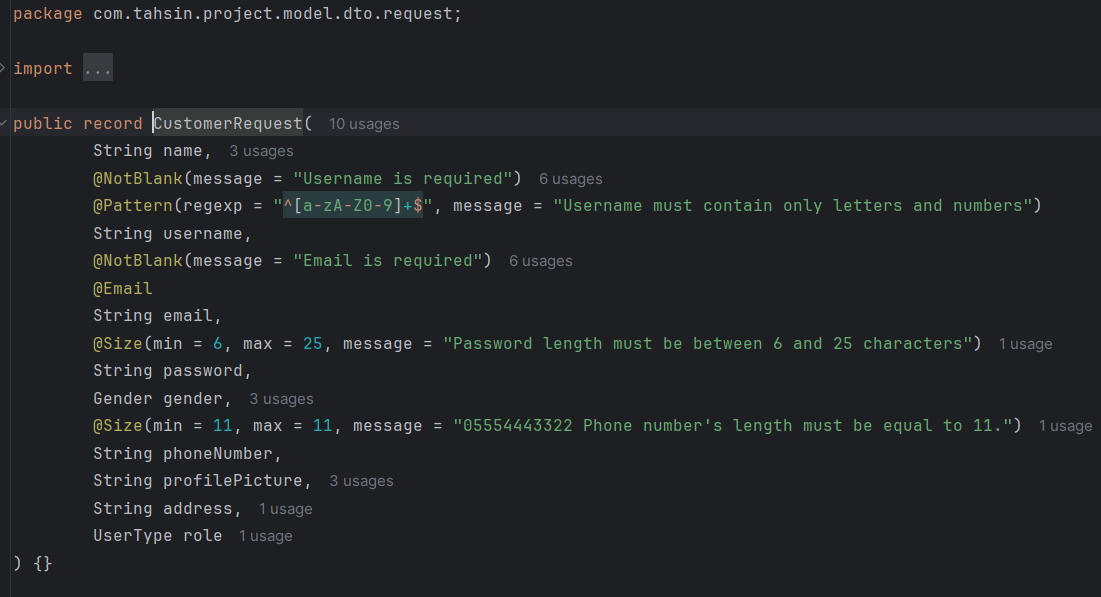 package com.tahsin.project.model.dto.request;
import ...
public record CustomerRequest( 10 usages
String name, 3 usages
@NotBlank(message = "Username is required") 6 usages
@Pattern(regexp = "^[a-zA-Z0-9]+$", message = "Username must contain only letters and numbers")
String username,
@NotBlank(message = "Email is required") 6 usages
@Email
String email,
@Size(min = 6, max = 25, message = "Password length must be between 6 and 25 characters") 1 usage
String password,
Gender gender, 3 usages
@Size(min = 11, max = 11, message = "05554443322 Phone number's length must be equal to 11.") 1 usage
String phoneNumber,
String profilePicture, 3 usages
String address, 1 usage
UserType role 1 usage
) {}